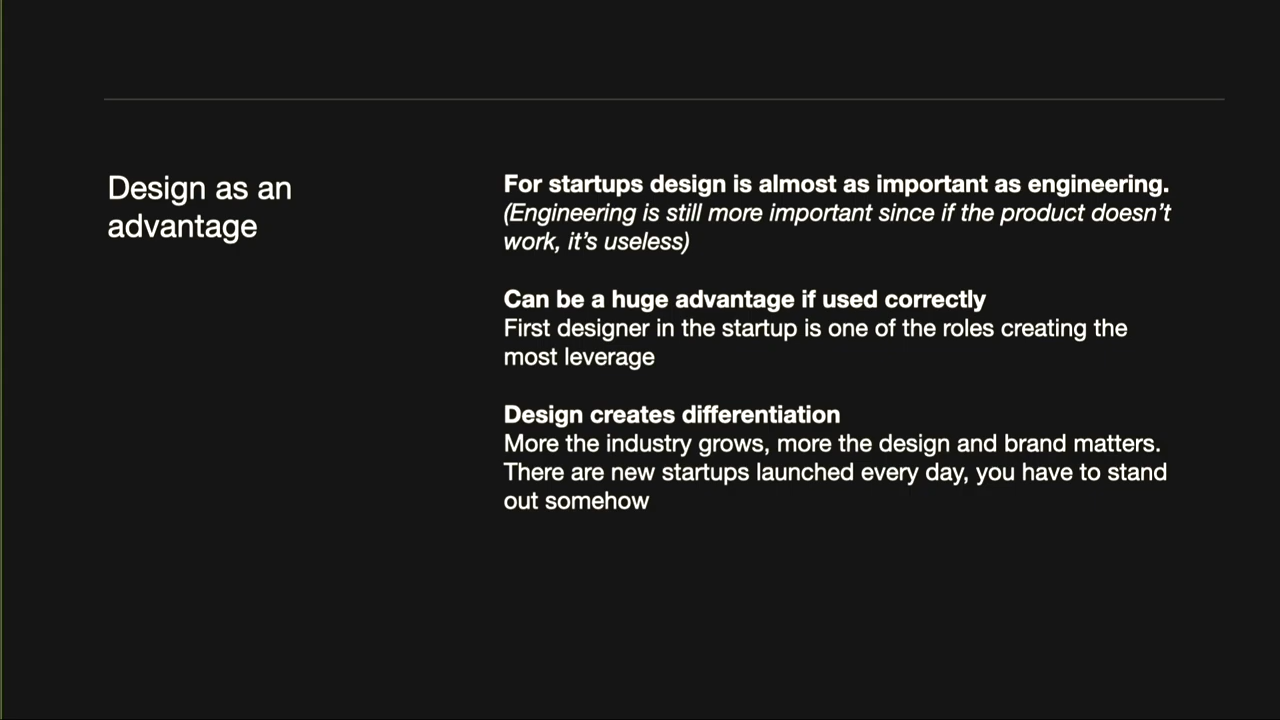 Design as an
advantage
For startups design is almost as important as engineering.
(Engineering is still more important since if the product doesn’t
work, it’s useless)
Can be a huge advantage if used correctly
First designer in the startup is one of the roles creating the
most leverage
Design creates differentiation
More the industry grows, more the design and brand matters.
There are new startups launched every day, you have to stand
out somehow